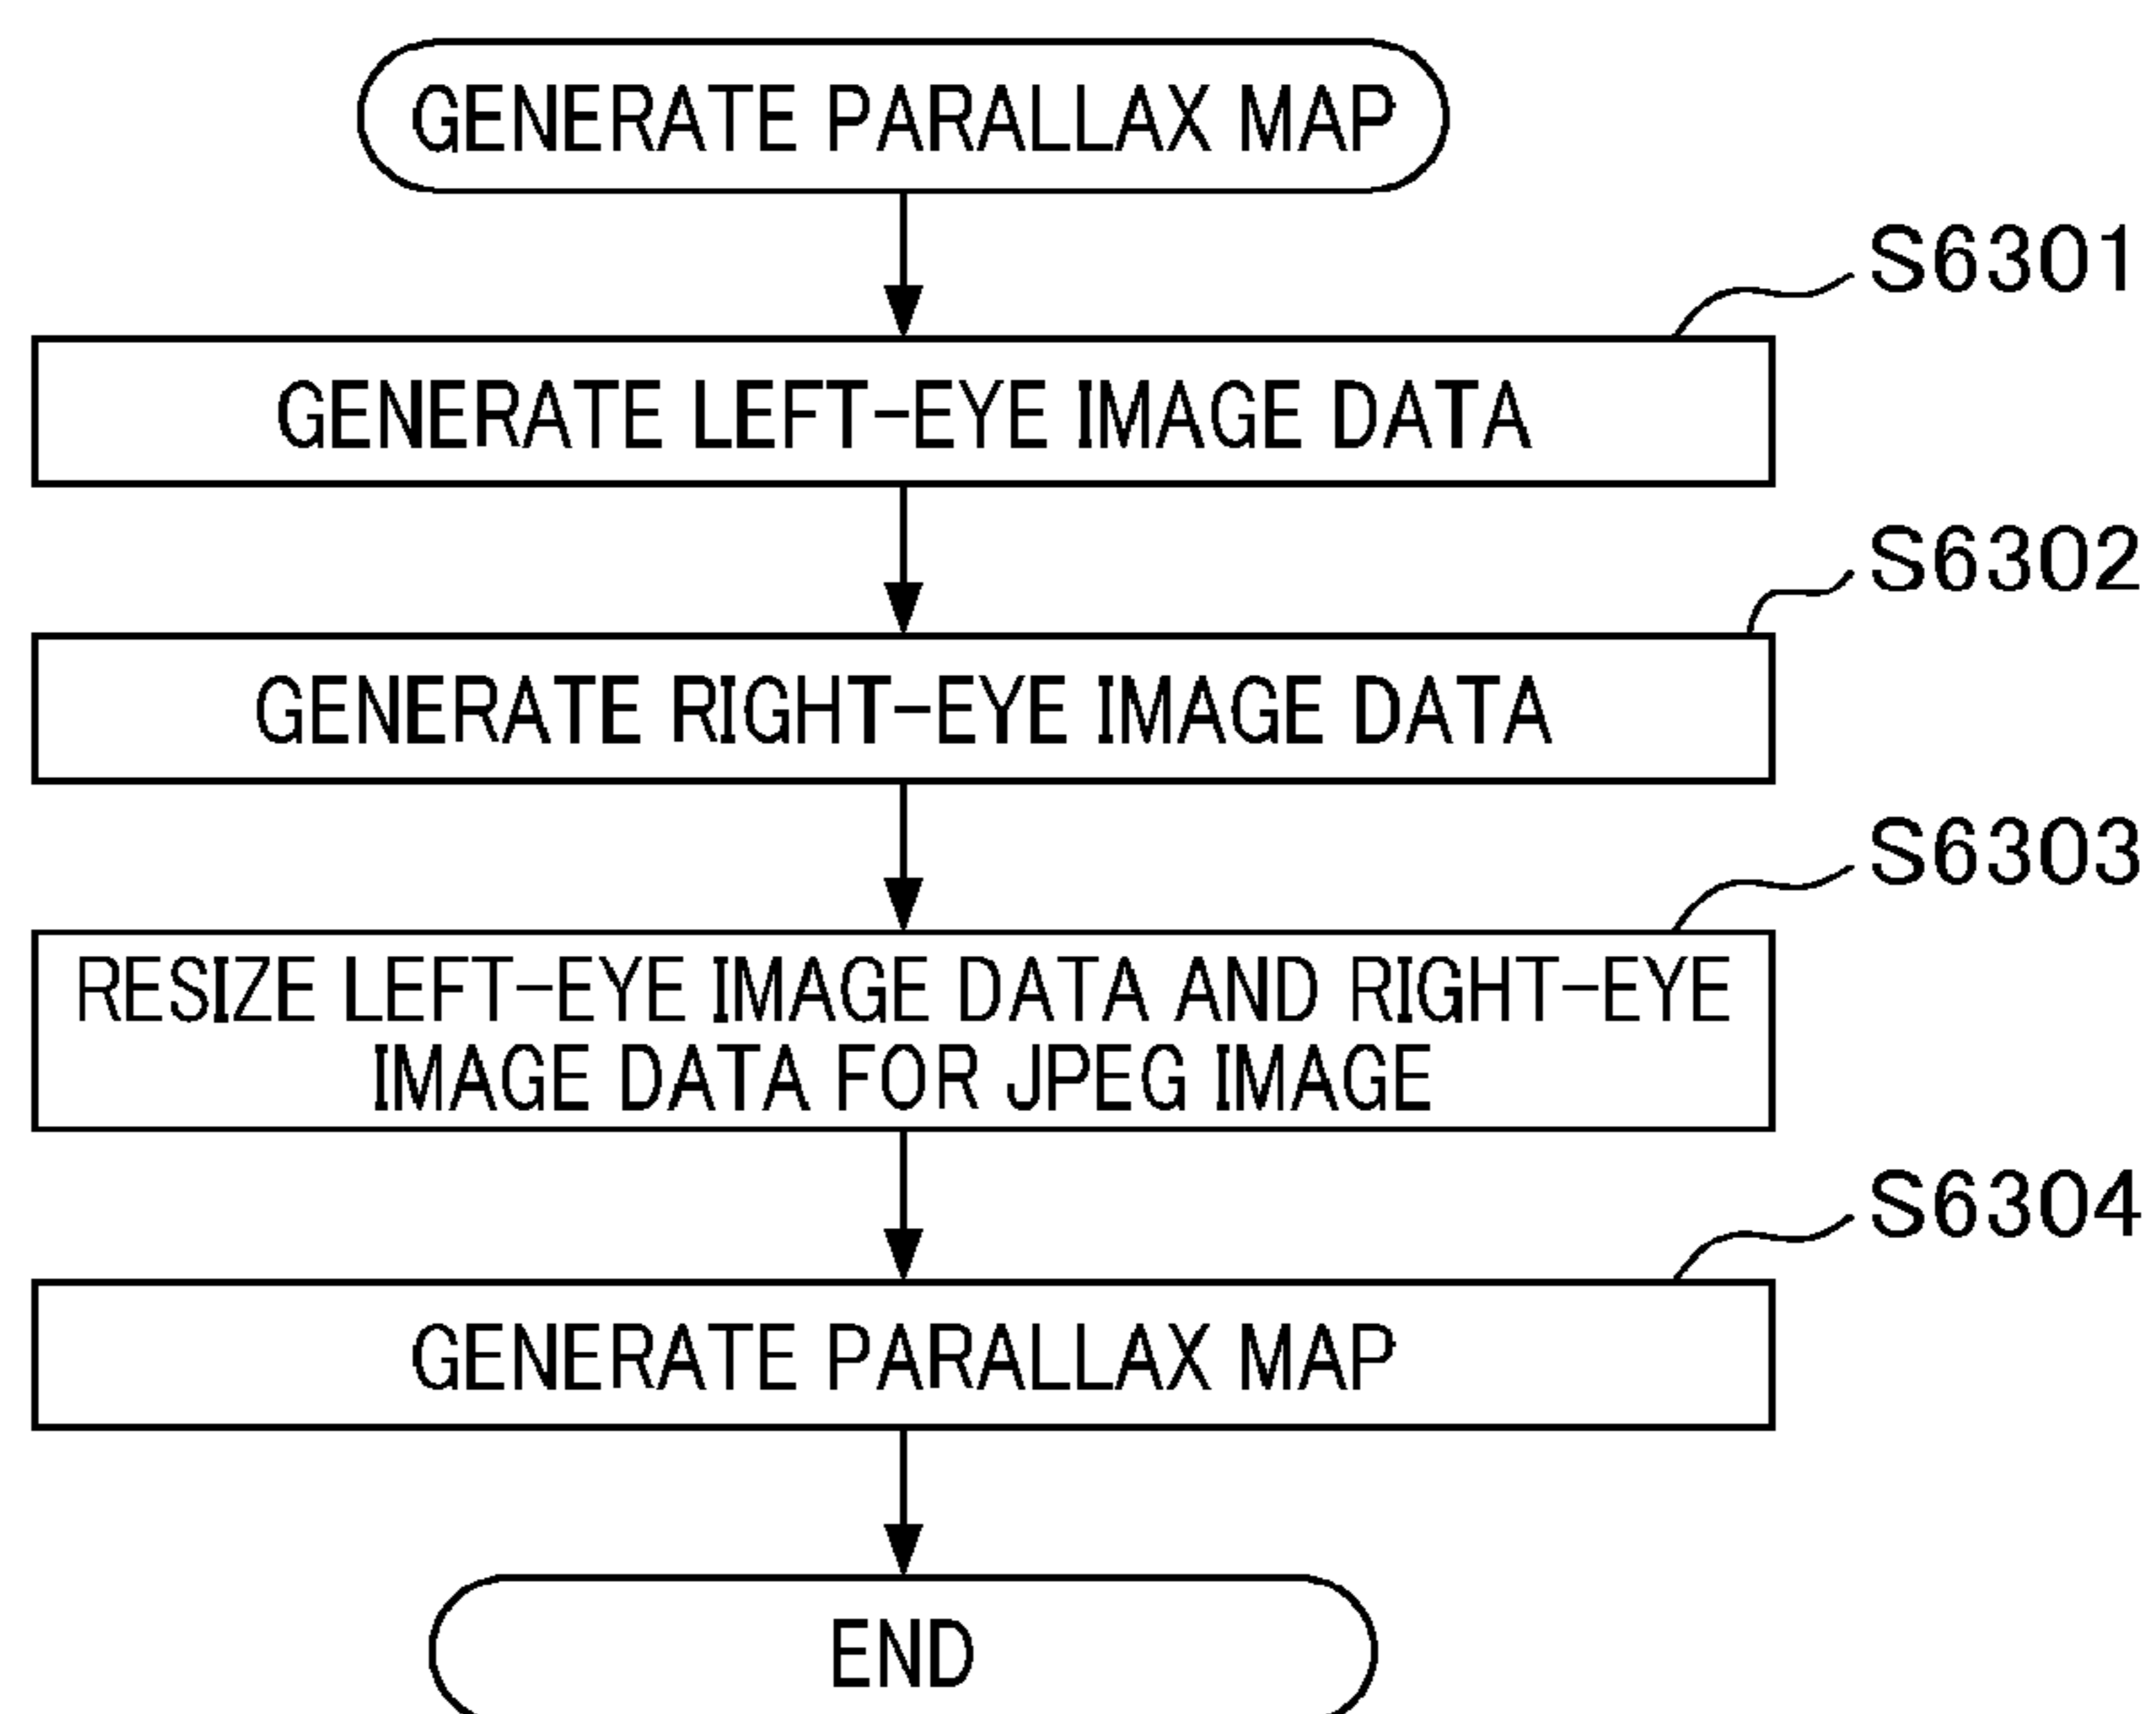 GENERATE PARALLAX MAP
S6301
GENERATE LEFT-EYE IMAGE DATA
S6302
GENERATE RIGHT-EYE IMAGE DATA
S6303
RESIZE LEFT-EYE IMAGE DATA AND RIGHT-EYE
IMAGE DATA FOR JPEG IMAGE
S6304
GENERATE PARALLAX MAP
END